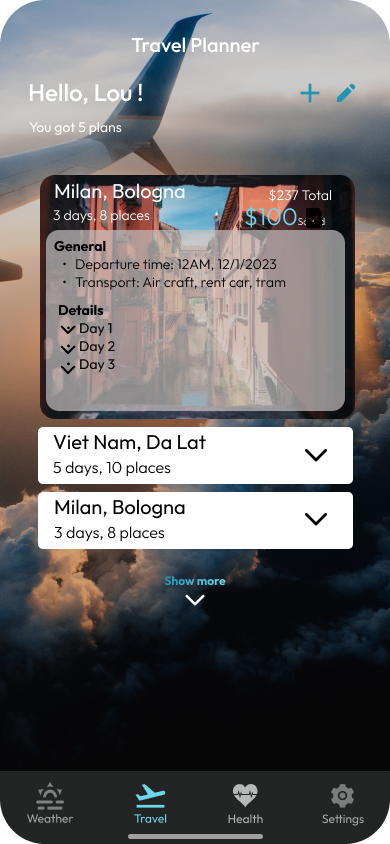 Travel Planner
Hello, Lou !
You got 5 plans
Milan, Bologna
$237 Total
3 days, 8 places
$100
General
• Departure time: 12AM, 12/1/2023
• Transport: Air craft, rent car, tram
Details
Day 1
Day 2
Day 3
Viet Nam, Da Lat
5 days, 10 places
Milan, Bologna
3 days, 8 places
Show more
Weather
Travel
Health
Settings